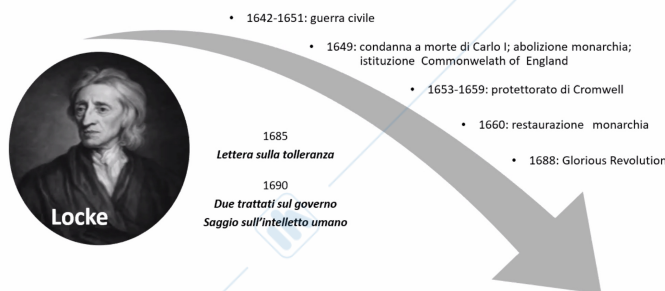 • 1642-1651: guerra civile
• 1649: condanna a morte di Carlo I; abolizione monarchia;
istituzione Commonwelath of England
• 1653-1659: protettorato di Cromwell
• 1660: restaurazione monarchia
• 1688: Glorious Revolution
1685
Lettera sulla tolleranza
1690
Due trattati sul governo
Saggio sull'intelletto umano
Locke